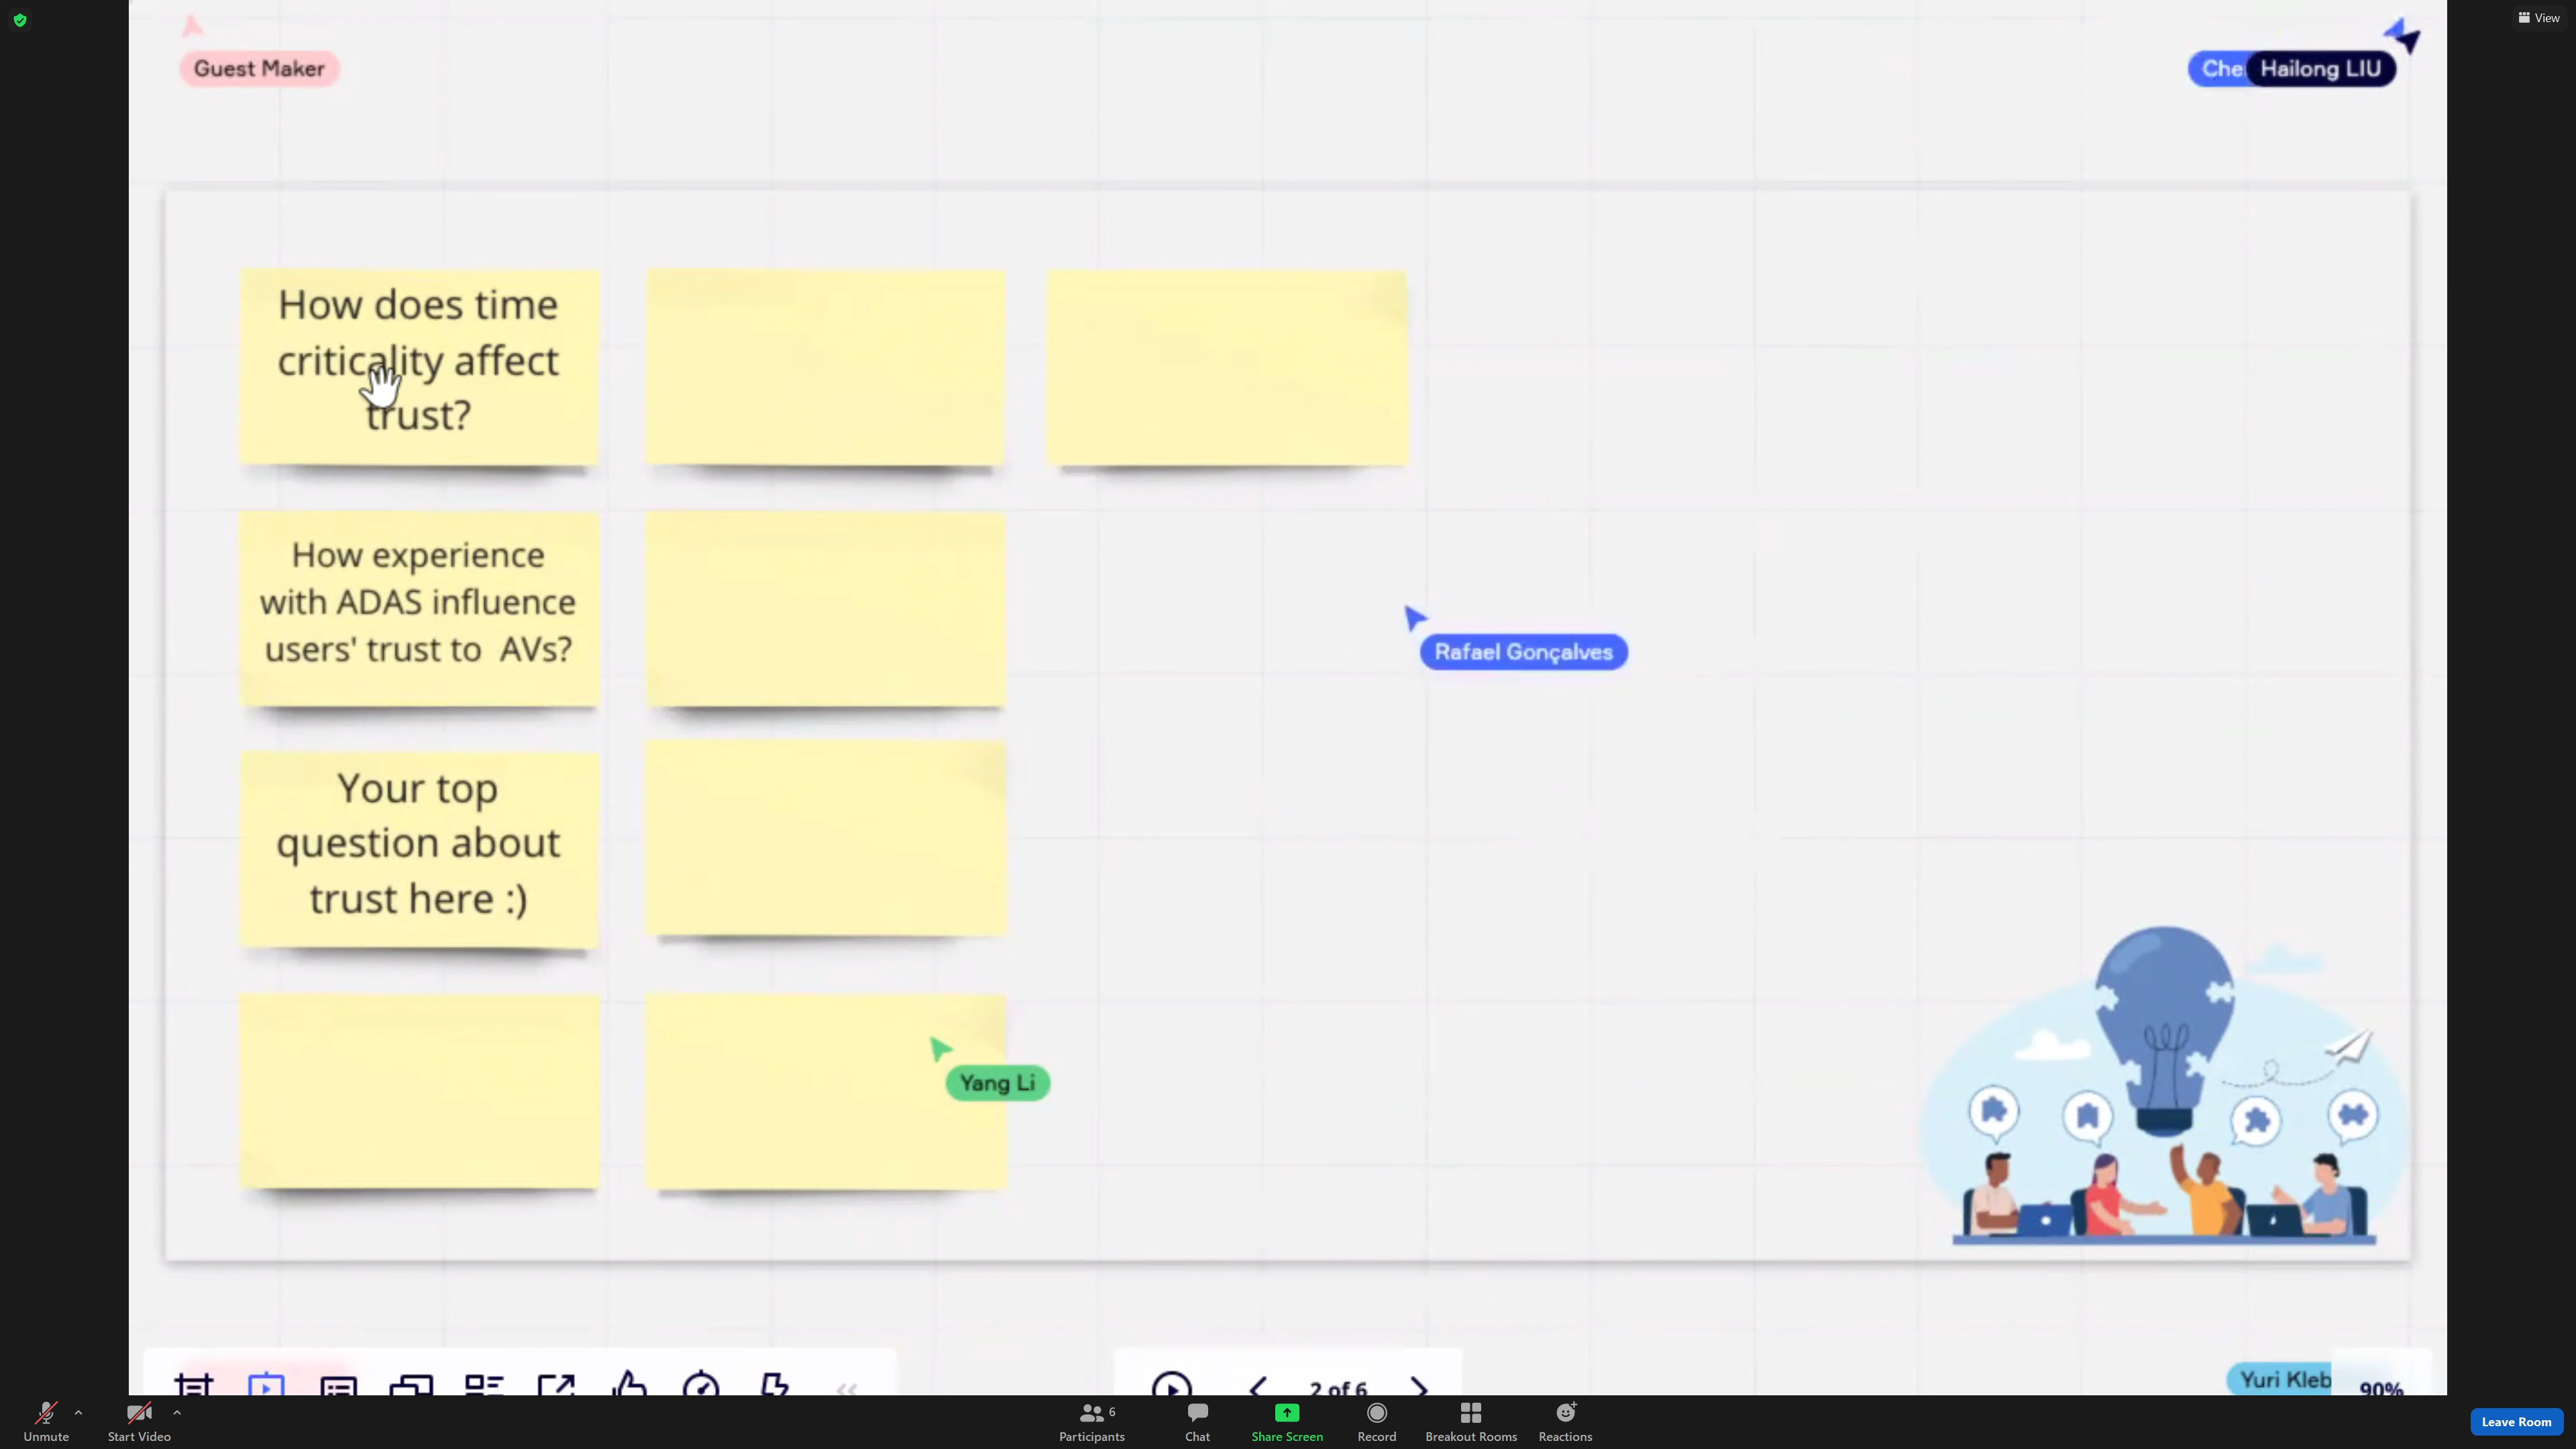 View
Guest Maker
Che
Hailong LIU
How does time
criticality affect
trust?
How experience
with ADAS influence
users' trust to  AVs?
Rafael Gonçalves
Your top
question about
trust here :)
Yang Li
2 of 6
Yuri Kleb
90%
6
Unmute
Start Video
Participants
Chat
Share Screen
Record
Breakout Rooms
Reactions
Leave Room